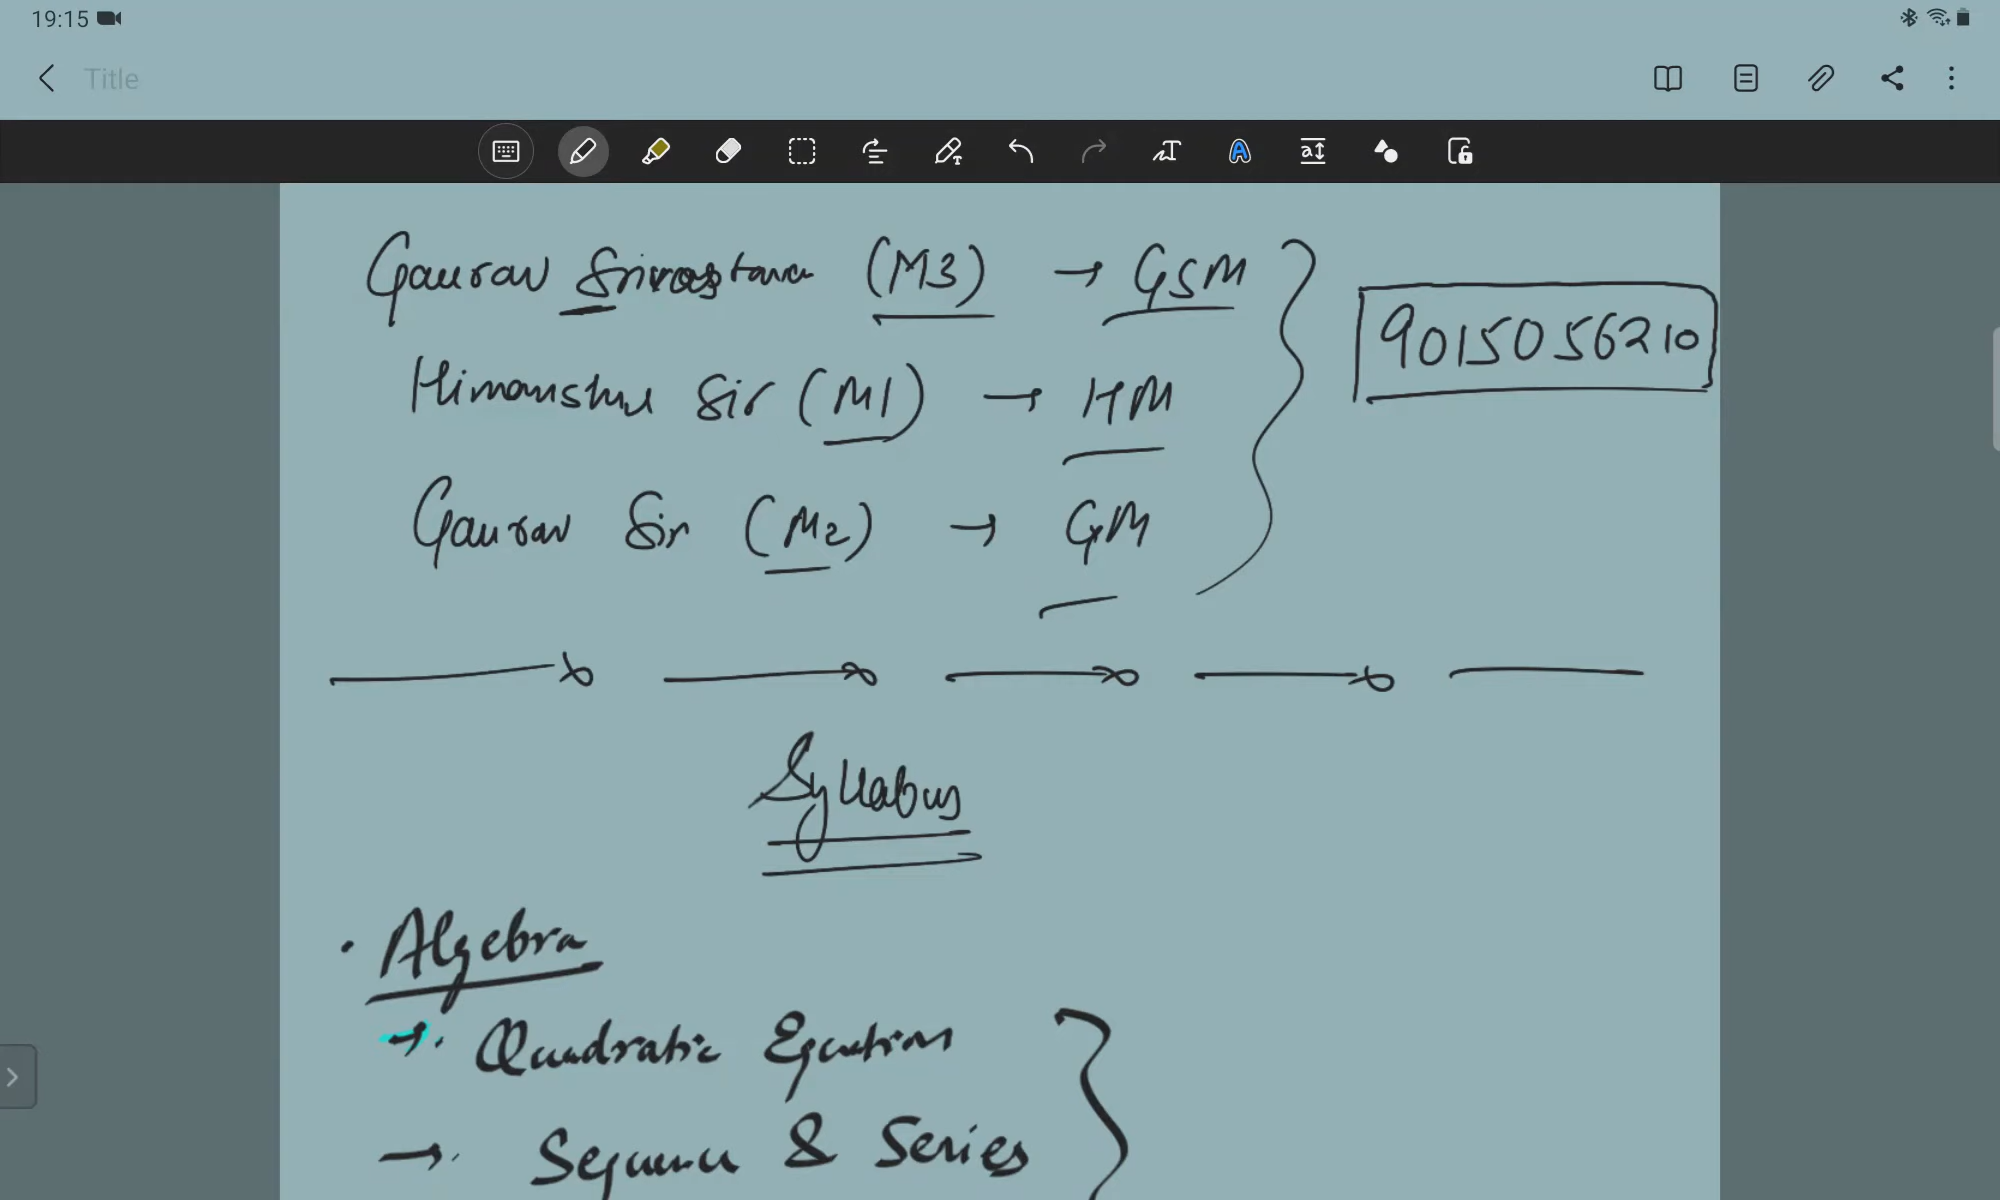 19:15
Title
Gaurav Srivastava (M3) → GSM
9015056210
Himanshu Sir (M1) → HM
Gaurav Sir (M2) → GM
Syllabus
· Algebra
→ · Quadratic Equation
→ · Sequence & Series